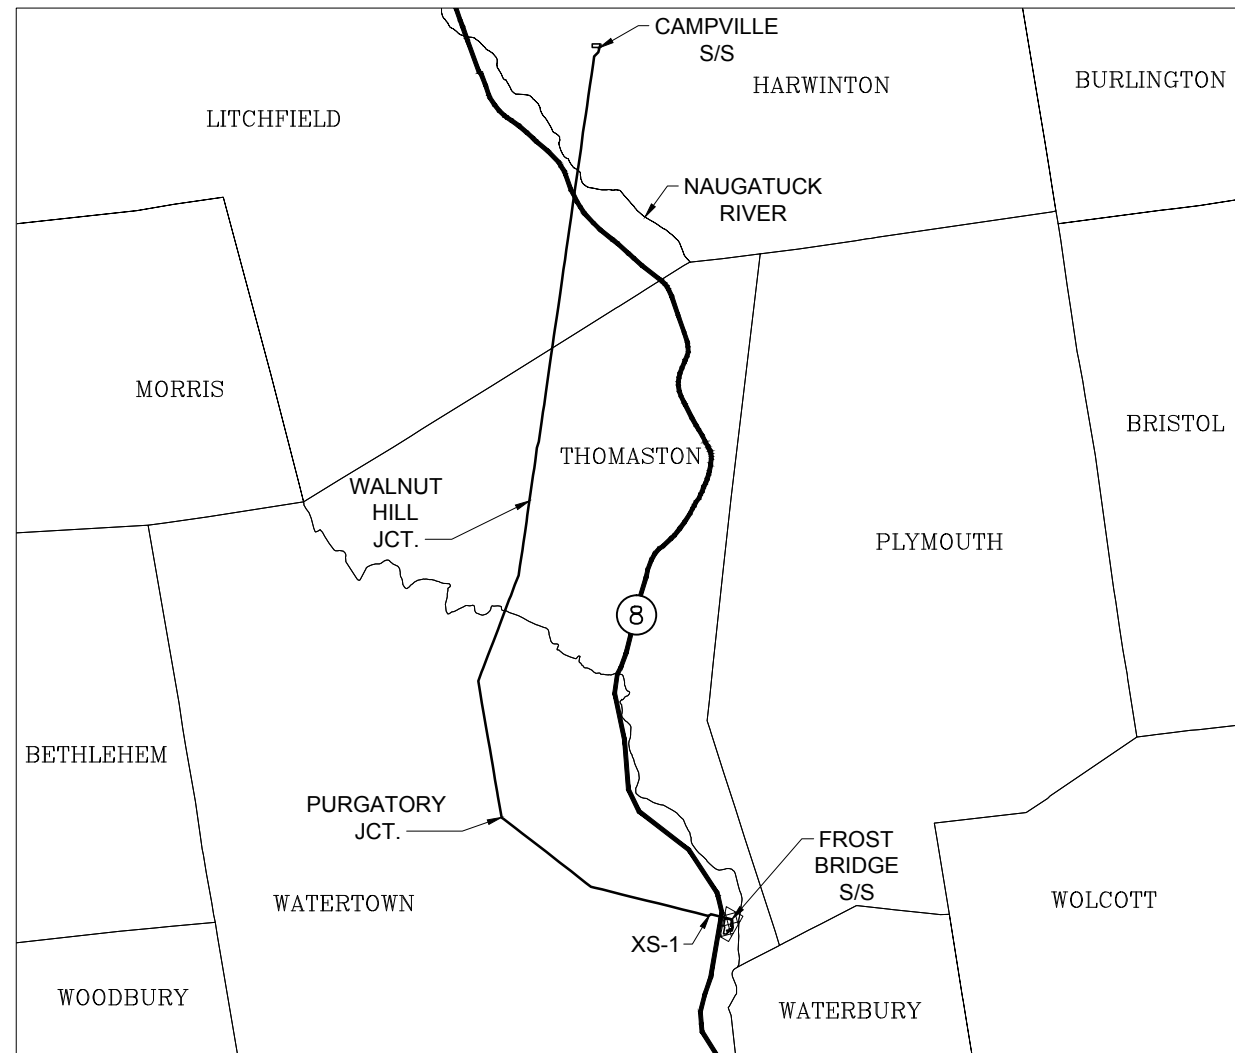 CAMPVILLE
S/S
HARWINTON
BURLINGTON
LITCHFIELD
NAUGATUCK
RIVER
MORRIS
BRISTOL
THOMASTON
WALNUT
HILL
JCT.
PLYMOUTH
8
BETHLEHEM
PURGATORY
JCT.
FROST
BRIDGE
S/S
WATERTOWN
WOLCOTT
XS-1
WOODBURY
WATERBURY